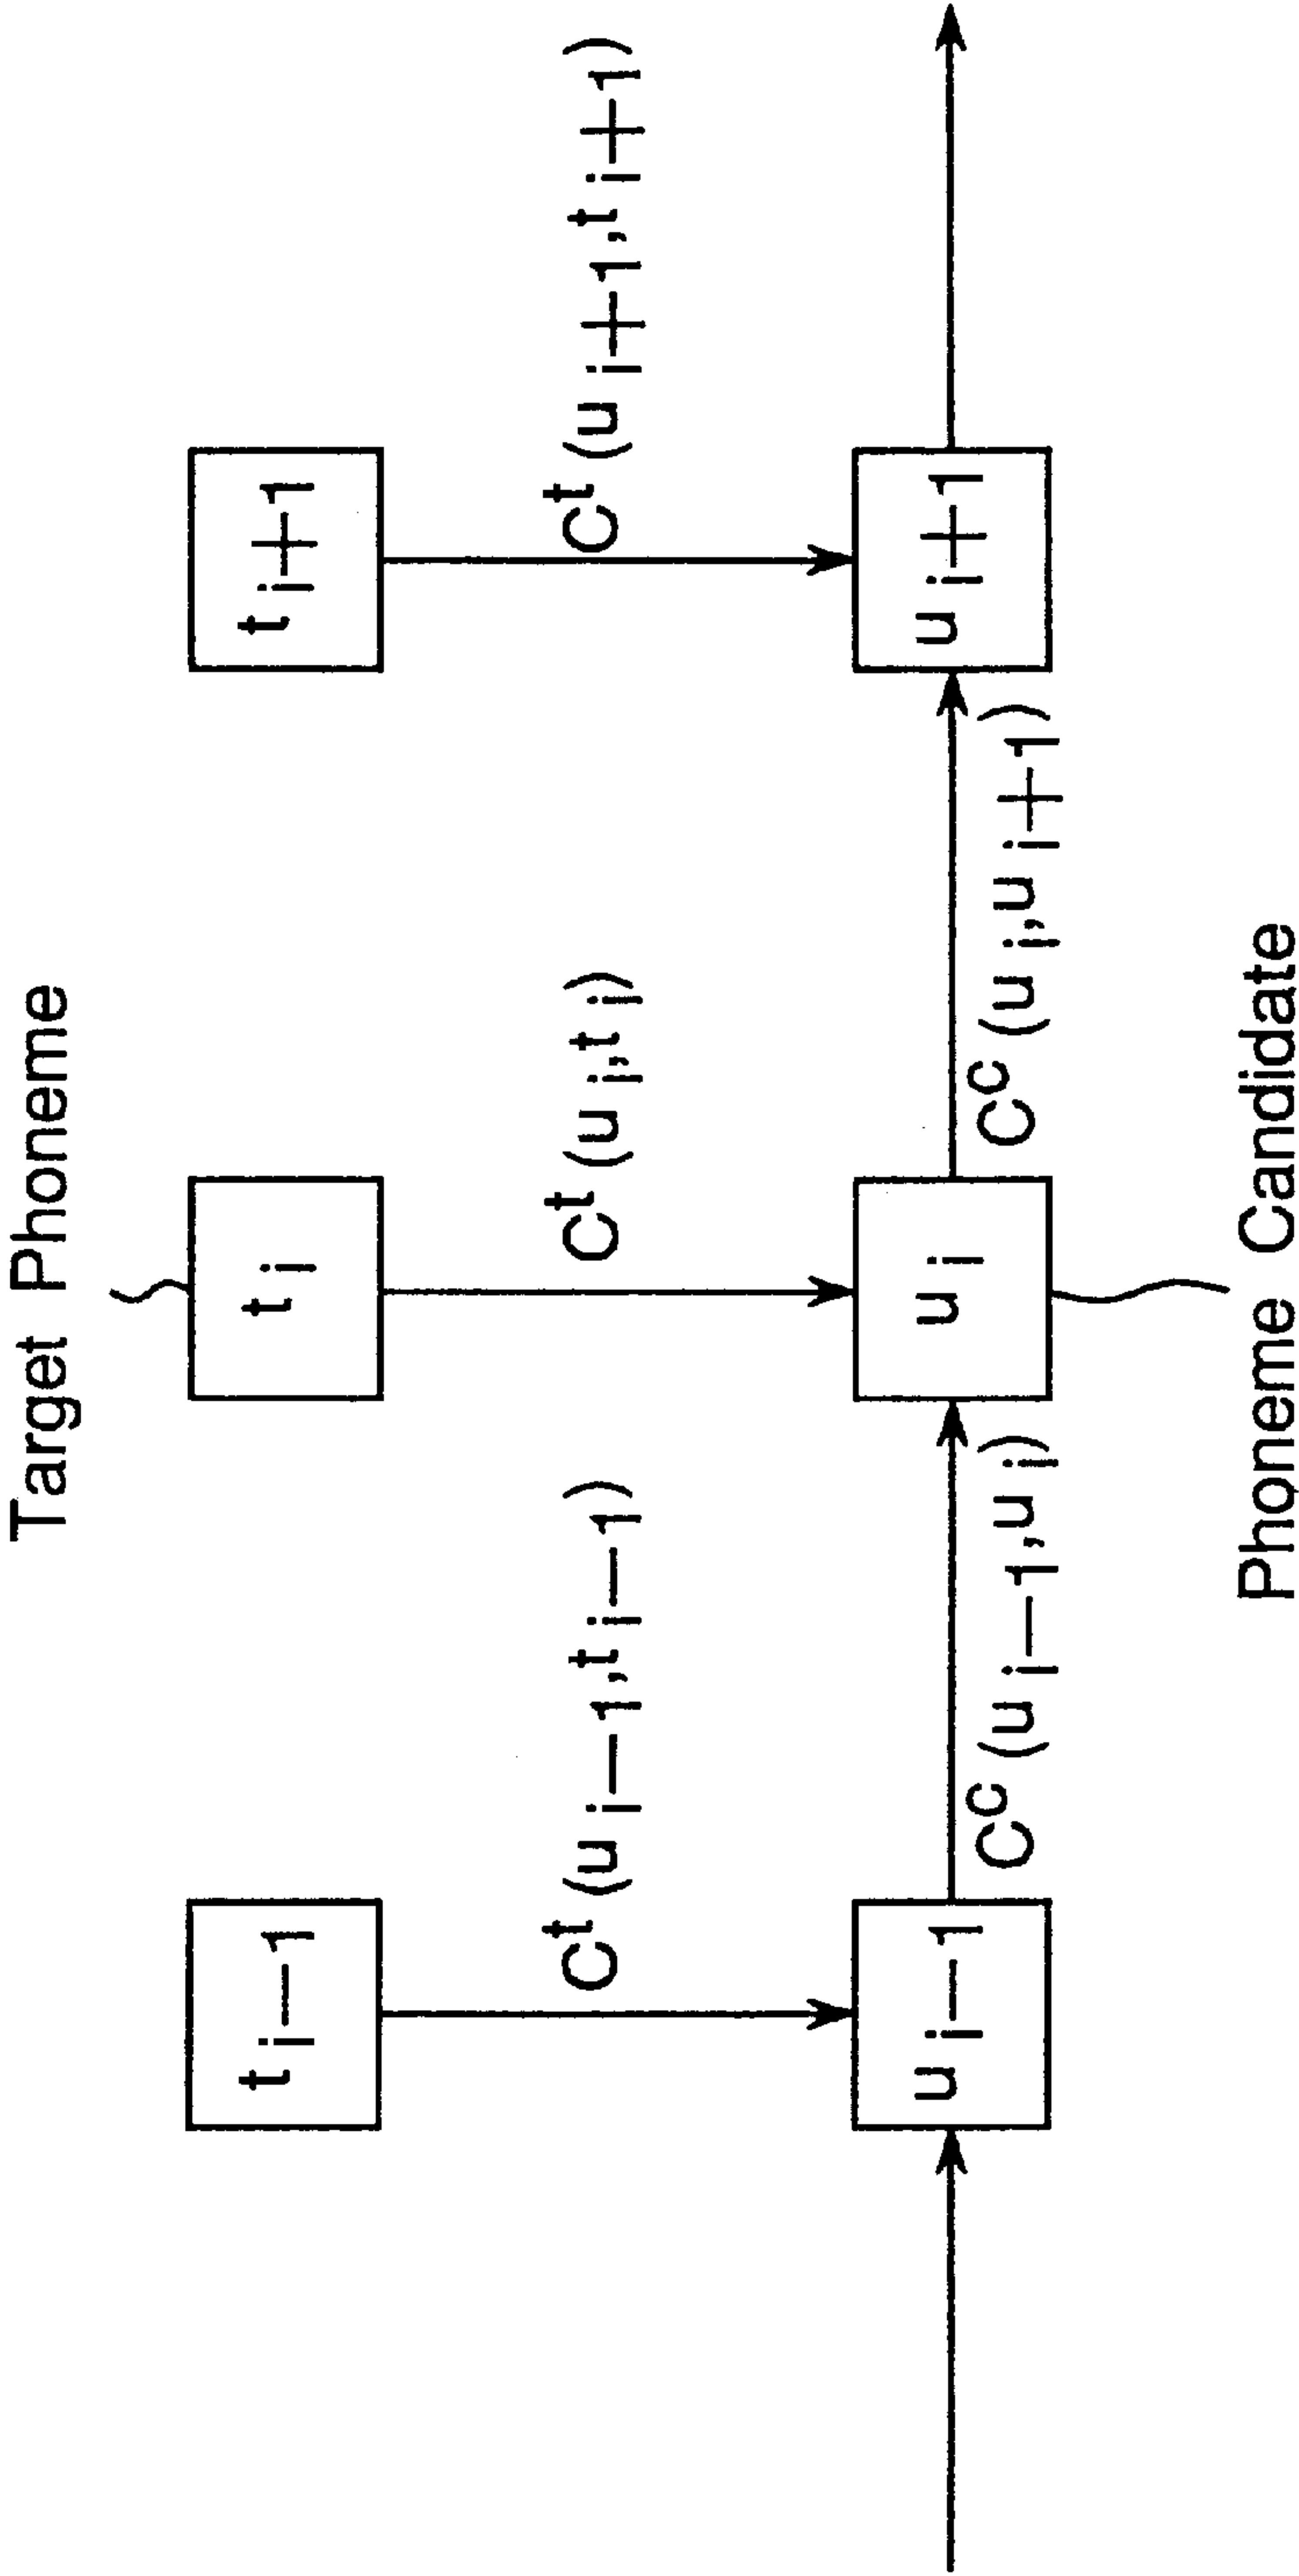 Target Phoneme
t i−1
t i
t i+1
Cᵗ (u i−1,t i−1)
Cᵗ (u i,t i)
Cᵗ (u i+1,t i+1)
u i−1
u i
u i+1
Cᶜ (u i−1,u i)
Cᶜ (u i,u i+1)
Phoneme Candidate